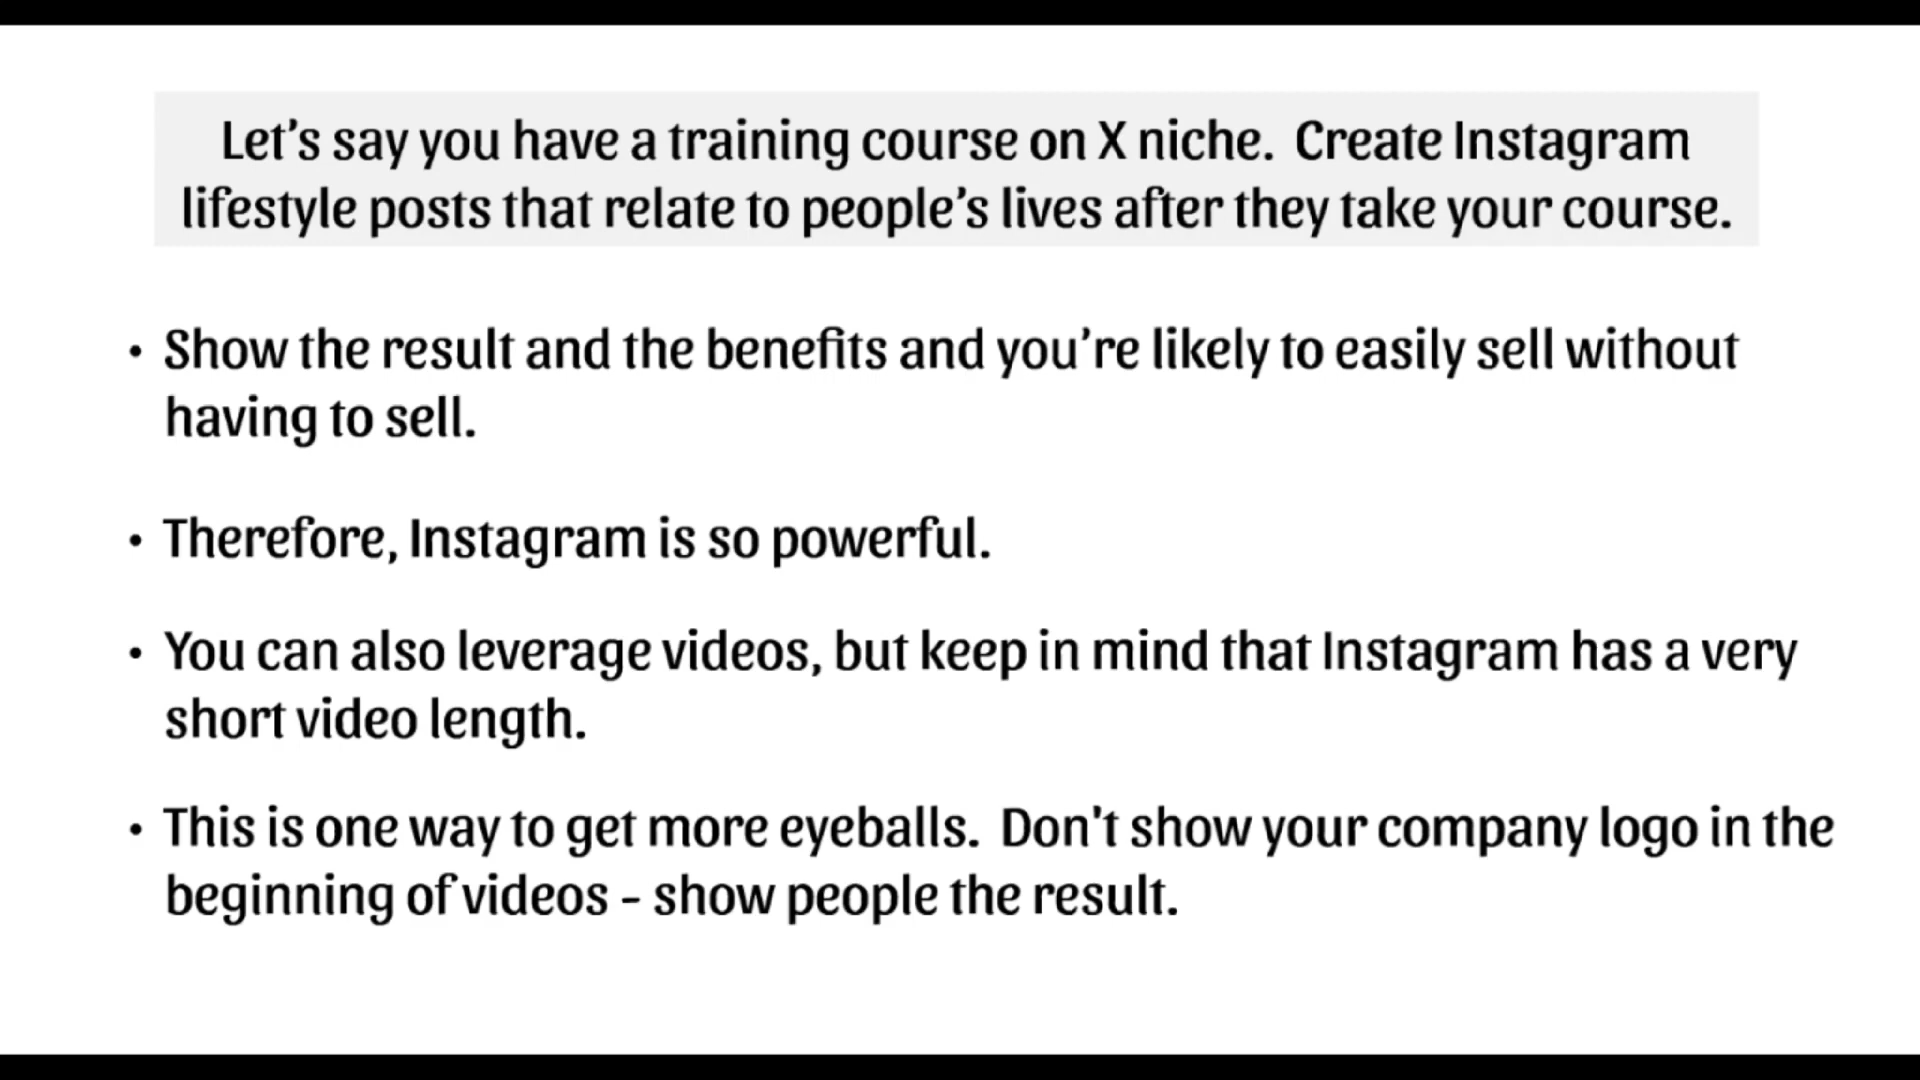 Let’s say you have a training course on X niche.  Create Instagram
lifestyle posts that relate to people’s lives after they take your course.
• Show the result and the benefits and you’re likely to easily sell without
having to sell.
• Therefore, Instagram is so powerful.
• You can also leverage videos, but keep in mind that Instagram has a very
short video length.
• This is one way to get more eyeballs.  Don't show your company logo in the
beginning of videos - show people the result.